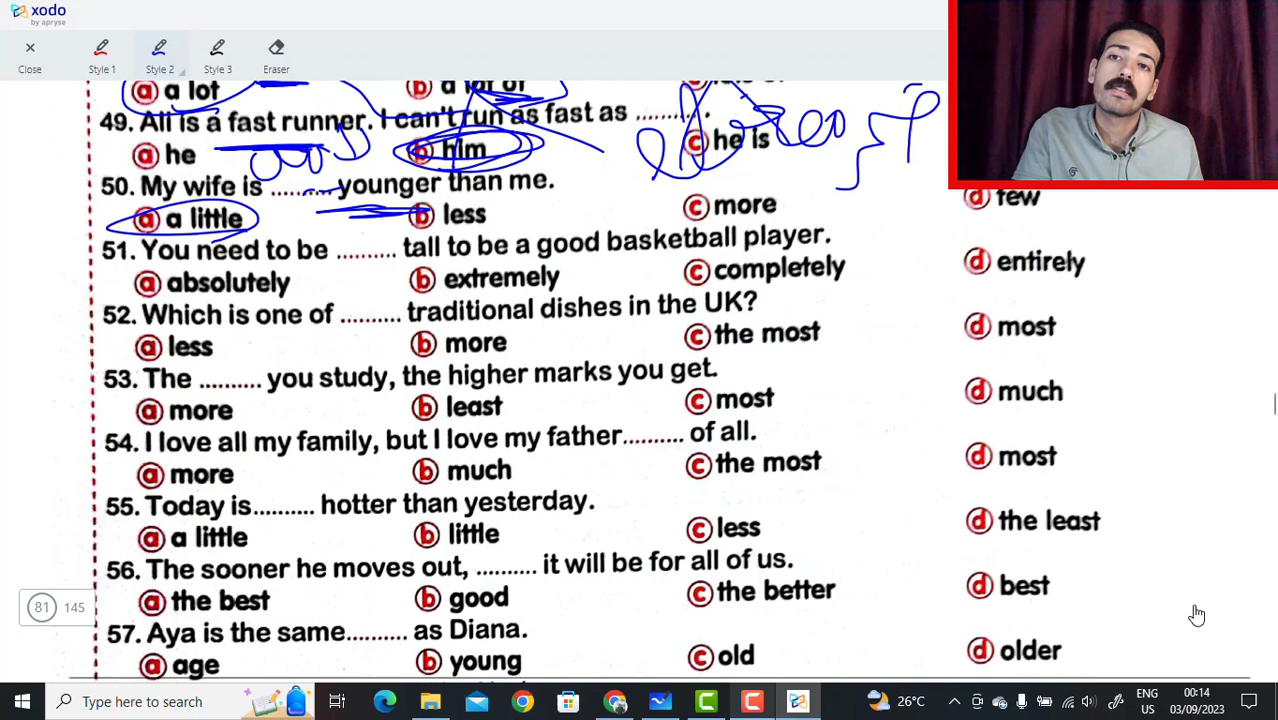 xodo
by apryse
Close
Style 1
Style 2
Style 3
Eraser
a a lot
b a lot of
49. Ali is a fast runner. I can't run as fast as ..........
a he
b him
c he is
50. My wife is .......... younger than me.
a a little
b less
c more
d few
51. You need to be .......... tall to be a good basketball player.
a absolutely
b extremely
c completely
d entirely
52. Which is one of .......... traditional dishes in the UK?
a less
b more
c the most
d most
53. The .......... you study, the higher marks you get.
a more
b least
c most
d much
54. I love all my family, but I love my father.......... of all.
a more
b much
c the most
d most
55. Today is.......... hotter than yesterday.
a a little
b little
c less
d the least
56. The sooner he moves out, .......... it will be for all of us.
a the best
b good
c the better
d best
57. Aya is the same.......... as Diana.
a age
b young
c old
d older
81 145
Type here to search
26°C
ENG
US
00:14
03/09/2023